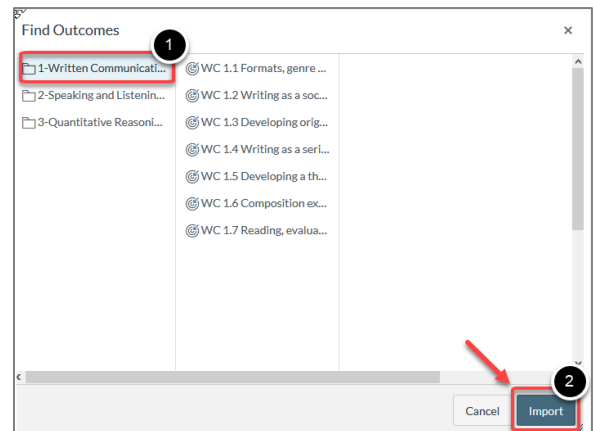 Find Outcomes ×
1
1-Written Communicati...
2-Speaking and Listenin...
3-Quantitative Reasoni...
WC 1.1 Formats, genre ...
WC 1.2 Writing as a soc...
WC 1.3 Developing orig...
WC 1.4 Writing as a seri...
WC 1.5 Developing a th...
WC 1.6 Composition ex...
WC 1.7 Reading, evalua...
2
Cancel Import